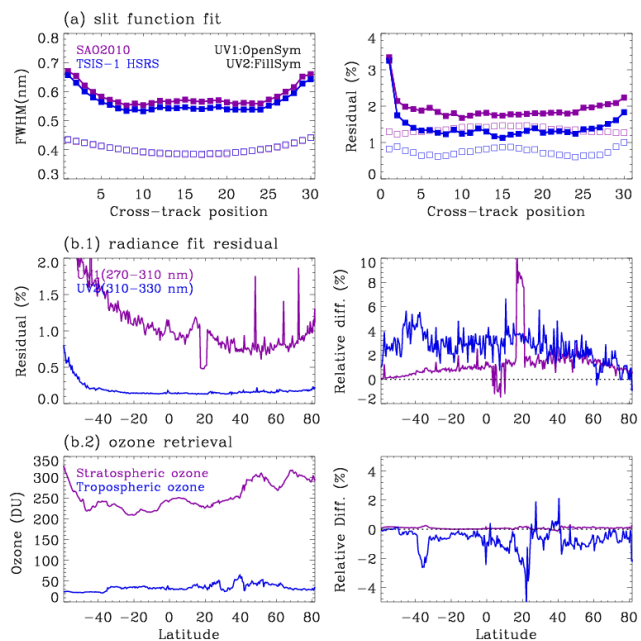 (a) slit function fit
SAO2010
TSIS-1 HSRS
UV1:OpenSym
UV2:FillSym
FWHM(nm)
0.8
0.7
0.6
0.5
0.4
0.3
0 5 10 15 20 25 30
Cross-track position
Residual (%)
4
3
2
1
0
0 5 10 15 20 25 30
Cross-track position
(b.1) radiance fit residual
UV1(270-310 nm)
UV2(310-330 nm)
Residual (%)
2.0
1.5
1.0
0.5
0.0
-40 -20 0 20 40 60 80
Relative diff. (%)
10
8
6
4
2
0
-2
-40 -20 0 20 40 60 80
(b.2) ozone retrieval
Stratospheric ozone
Tropospheric ozone
Ozone (DU)
350
300
250
200
150
100
50
0
-40 -20 0 20 40 60 80
Latitude
Relative Diff. (%)
4
2
0
-2
-4
-40 -20 0 20 40 60 80
Latitude